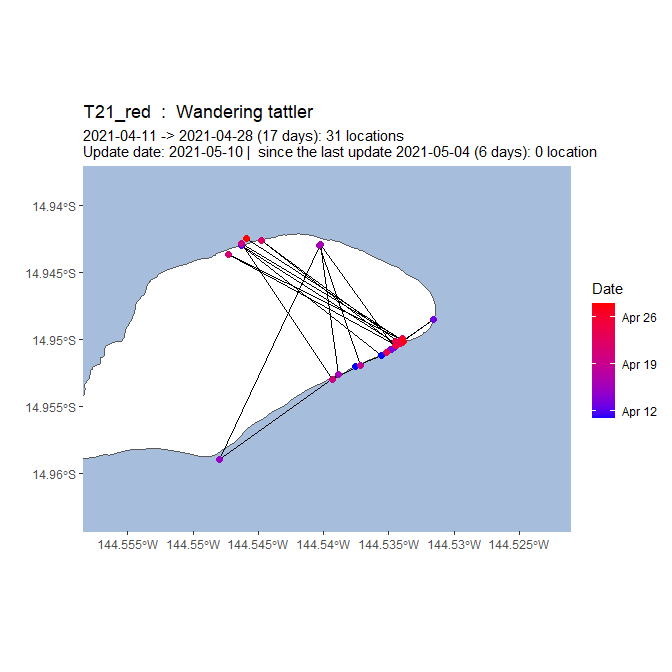 T21_red : Wandering tattler
2021-04-11 -> 2021-04-28 (17 days): 31 locations
Update date: 2021-05-10 | since the last update 2021-05-04 (6 days): 0 location
14.94°S
14.945°S
14.95°S
14.955°S
14.96°S
144.555°W 144.55°W 144.545°W 144.54°W 144.535°W 144.53°W 144.525°W
Date
Apr 26
Apr 19
Apr 12